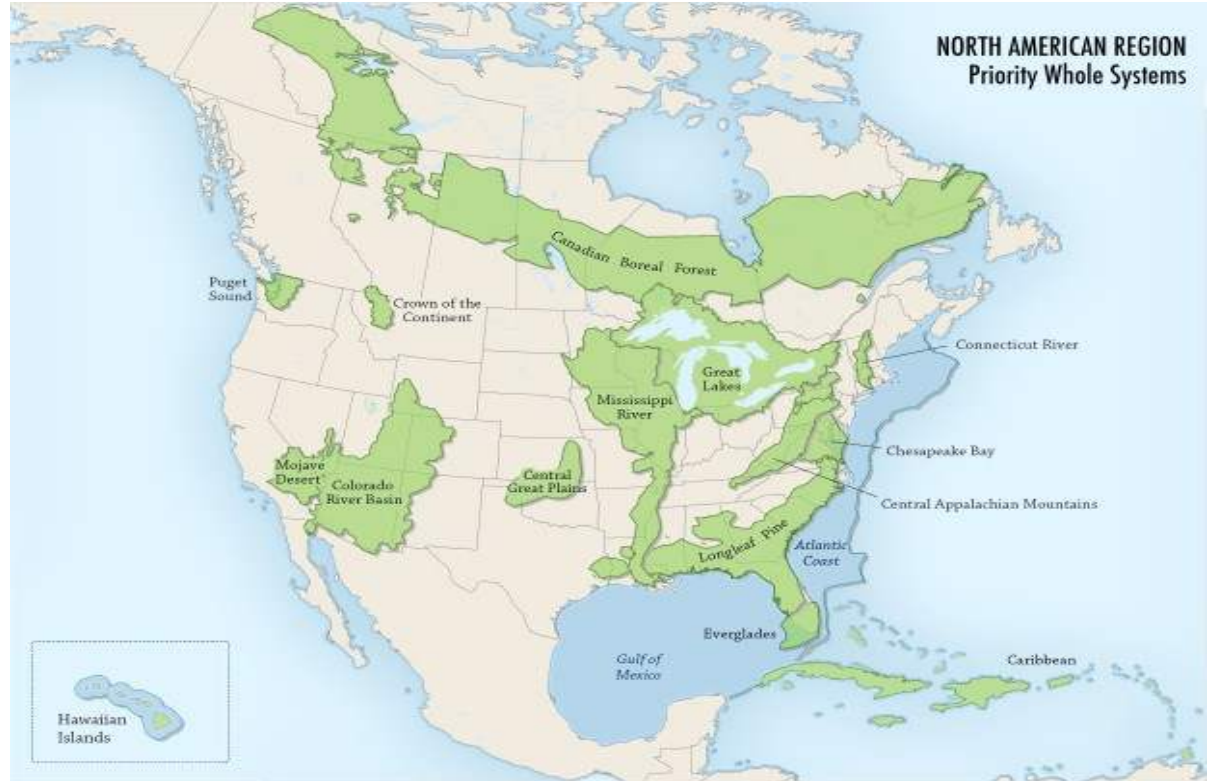 NORTH AMERICAN REGION
Priority Whole Systems
Canadian Boreal Forest
Puget
Sound
Crown of the
Continent
Connecticut River
Great
Lakes
Mississippi
River
Chesapeake Bay
Mojave
Desert
Colorado
River Basin
Central
Great Plains
Central Appalachian Mountains
Longleaf Pine
Atlantic
Coast
Everglades
Gulf of
Mexico
Caribbean
Hawaiian
Islands